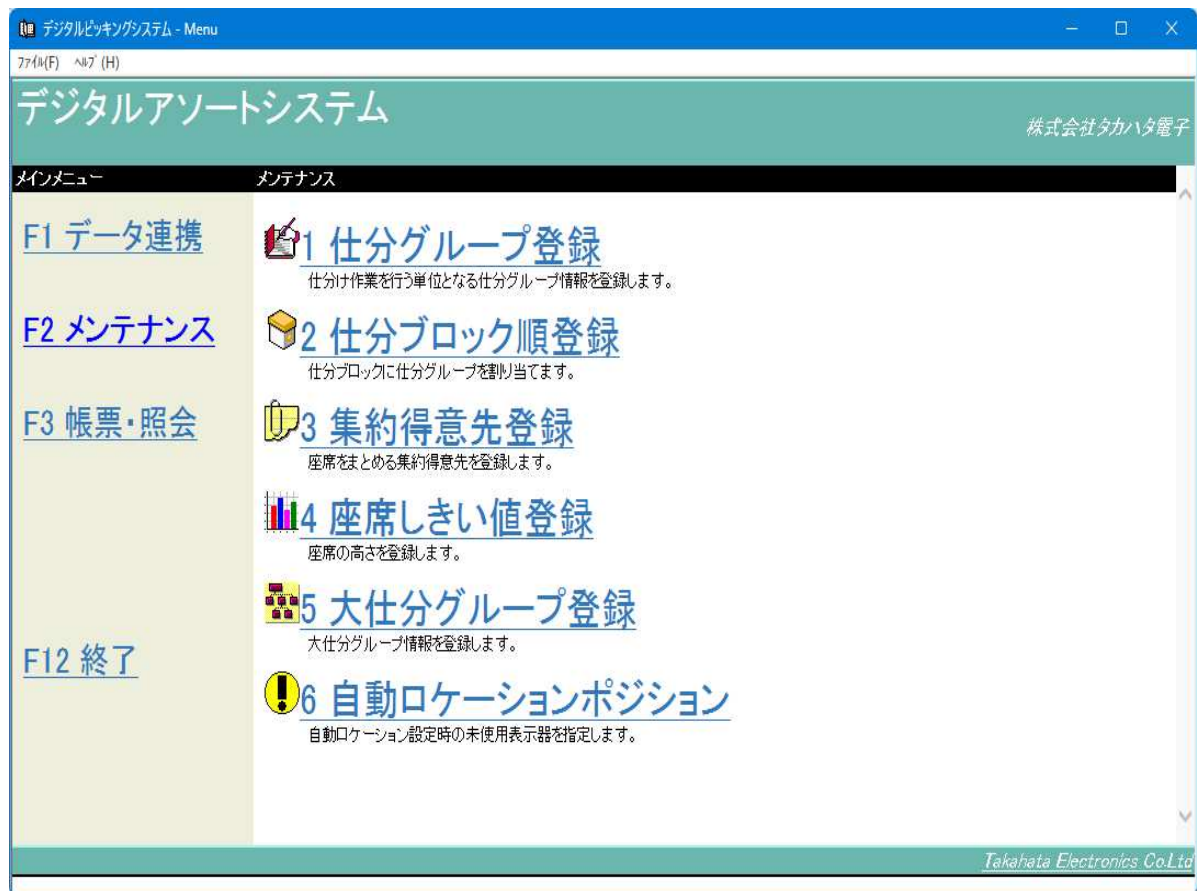 デジタルピッキングシステム - Menu
ファイル(F) ヘルプ(H)
デジタルアソートシステム
株式会社タカハタ電子
メインメニュー メンテナンス
F1 データ連携
1 仕分グループ登録
仕分け作業を行う単位となる仕分グループ情報を登録します。
F2 メンテナンス
2 仕分ブロック順登録
仕分ブロックに仕分グループを割り当てます。
F3 帳票・照会
3 集約得意先登録
座席をまとめる集約得意先を登録します。
4 座席しきい値登録
座席の高さを登録します。
5 大仕分グループ登録
大仕分グループ情報を登録します。
F12 終了
6 自動ロケーションポジション
自動ロケーション設定時の未使用表示器を指定します。
Takahata Electronics Co.Ltd